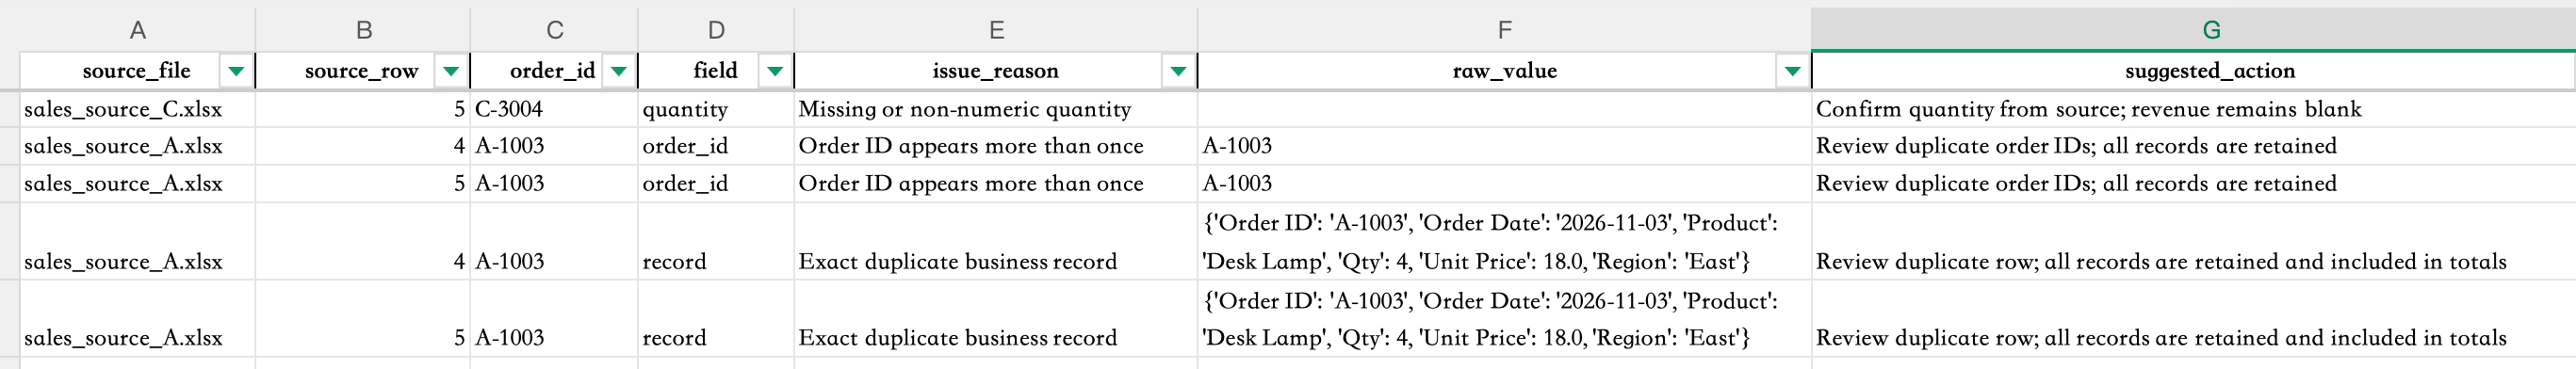 A B C D E F G
source_file source_row order_id field issue_reason raw_value suggested_action
sales_source_C.xlsx 5 C-3004 quantity Missing or non-numeric quantity Confirm quantity from source; revenue remains blank
sales_source_A.xlsx 4 A-1003 order_id Order ID appears more than once A-1003 Review duplicate order IDs; all records are retained
sales_source_A.xlsx 5 A-1003 order_id Order ID appears more than once A-1003 Review duplicate order IDs; all records are retained
{'Order ID': 'A-1003', 'Order Date': '2026-11-03', 'Product':
sales_source_A.xlsx 4 A-1003 record Exact duplicate business record 'Desk Lamp', 'Qty': 4, 'Unit Price': 18.0, 'Region': 'East'} Review duplicate row; all records are retained and included in totals
{'Order ID': 'A-1003', 'Order Date': '2026-11-03', 'Product':
sales_source_A.xlsx 5 A-1003 record Exact duplicate business record 'Desk Lamp', 'Qty': 4, 'Unit Price': 18.0, 'Region': 'East'} Review duplicate row; all records are retained and included in totals